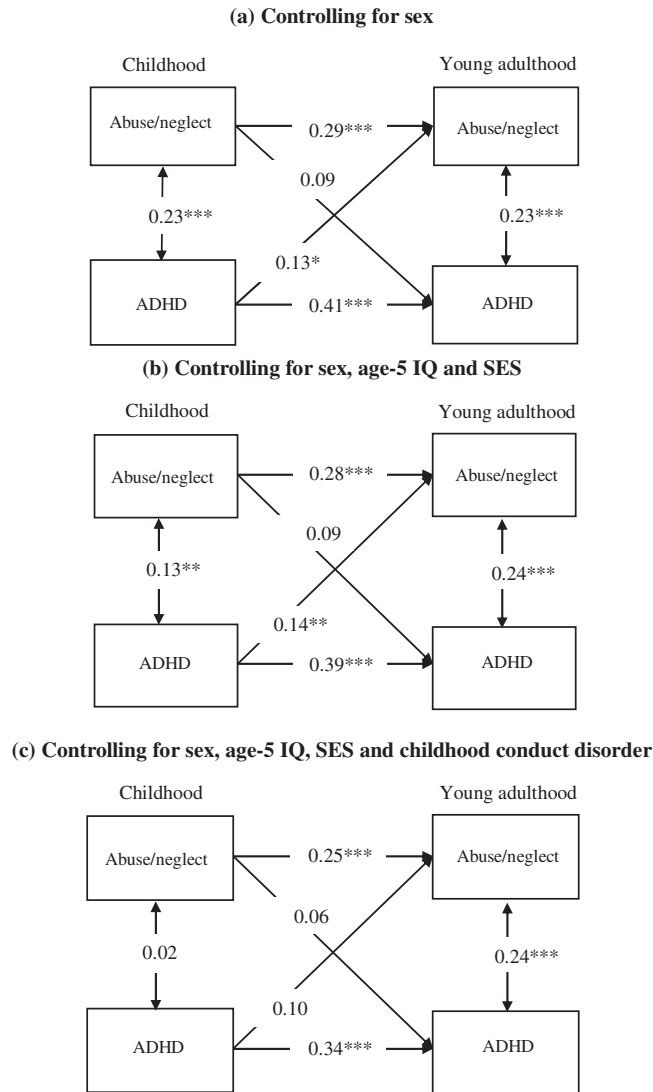 (a) Controlling for sex
Childhood
Young adulthood
Abuse/neglect
0.29***
Abuse/neglect
0.09
0.23***
0.23***
0.13*
ADHD
0.41***
ADHD
(b) Controlling for sex, age-5 IQ and SES
Childhood
Young adulthood
Abuse/neglect
0.28***
Abuse/neglect
0.09
0.13**
0.24***
0.14**
ADHD
0.39***
ADHD
(c) Controlling for sex, age-5 IQ, SES and childhood conduct disorder
Childhood
Young adulthood
Abuse/neglect
0.25***
Abuse/neglect
0.06
0.02
0.24***
0.10
ADHD
0.34***
ADHD